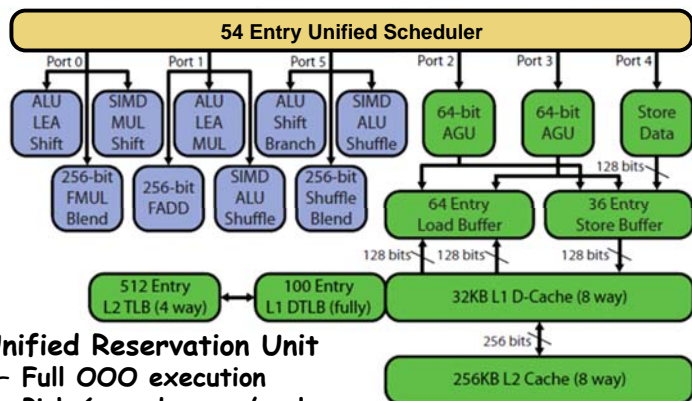 54 Entry Unified Scheduler
Port 0
Port 1
Port 5
Port 2
Port 3
Port 4
ALU
LEA
Shift
SIMD
MUL
Shift
ALU
LEA
MUL
ALU
Shift
Branch
SIMD
ALU
Shuffle
64-bit
AGU
64-bit
AGU
Store
Data
256-bit
FMUL
Blend
256-bit
FADD
SIMD
ALU
Shuffle
256-bit
Shuffle
Blend
128 bits
64 Entry
Load Buffer
36 Entry
Store Buffer
128 bits
128 bits
128 bits
512 Entry
L2 TLB (4 way)
100 Entry
L1 DTLB (fully)
32KB L1 D-Cache (8 way)
256 bits
256KB L2 Cache (8 way)
Unified Reservation Unit
– Full OOO execution